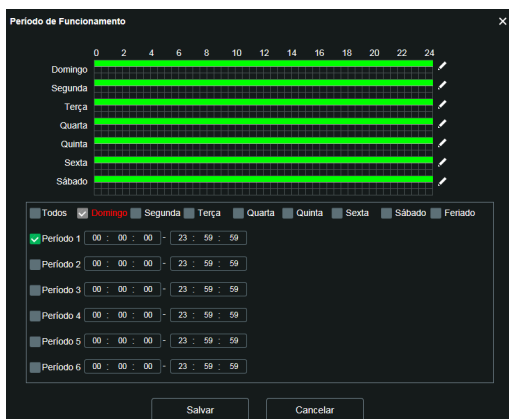 Período de Funcionamento
0 2 4 6 8 10 12 14 16 18 20 22 24
Domingo
Segunda
Terça
Quarta
Quinta
Sexta
Sábado
Todos Domingo Segunda Terça Quarta Quinta Sexta Sábado Feriado
Período 1 00 : 00 : 00 - 23 : 59 : 59
Período 2 00 : 00 : 00 - 23 : 59 : 59
Período 3 00 : 00 : 00 - 23 : 59 : 59
Período 4 00 : 00 : 00 - 23 : 59 : 59
Período 5 00 : 00 : 00 - 23 : 59 : 59
Período 6 00 : 00 : 00 - 23 : 59 : 59
Salvar Cancelar